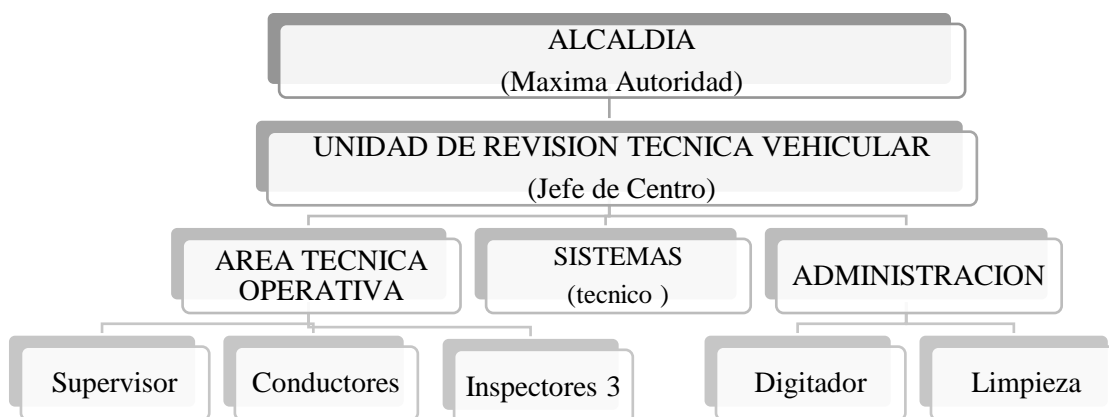 ALCALDIA
(Maxima Autoridad)
UNIDAD DE REVISION TECNICA VEHICULAR
(Jefe de Centro)
AREA TECNICA
OPERATIVA
SISTEMAS
(tecnico )
ADMINISTRACION
Supervisor
Conductores
Inspectores 3
Digitador
Limpieza